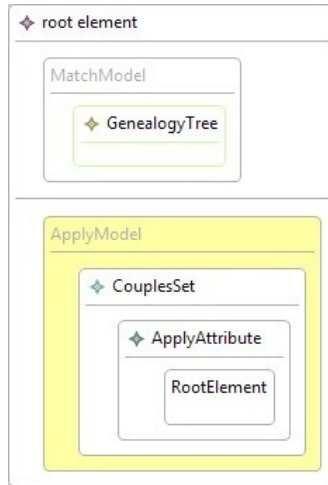 root element
MatchModel
GenealogyTree
ApplyModel
CouplesSet
ApplyAttribute
RootElement